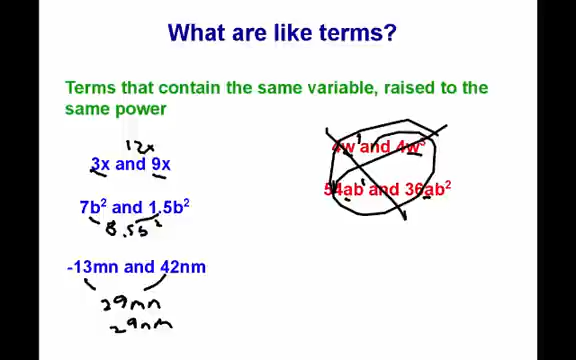 What are like terms?
Terms that contain the same variable, raised to the
same power
12x
3x and 9x
4w and 4w³
7b² and 1.5b²
54ab and 36ab²
8.5b²
-13mn and 42nm
29mn
29nm